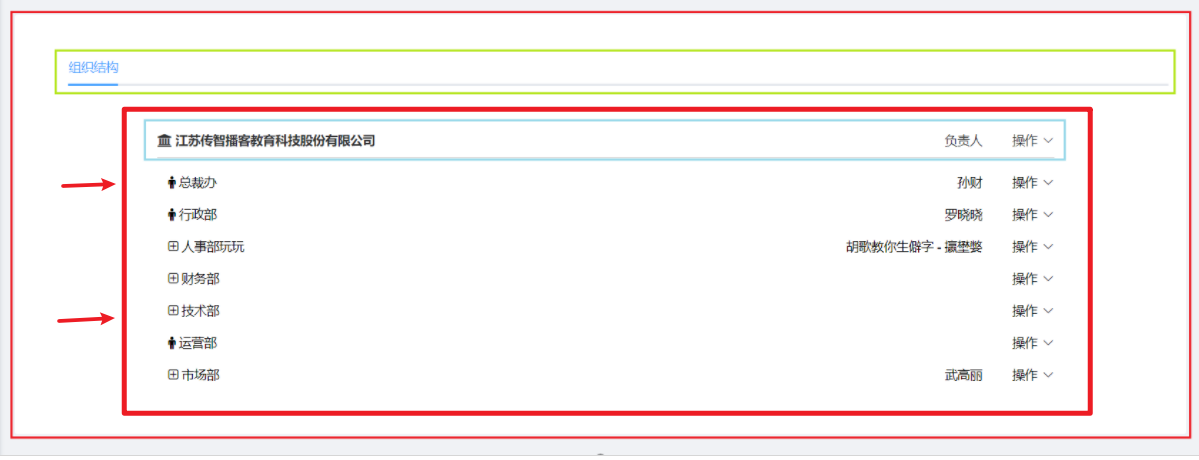 组织结构
江苏传智播客教育科技股份有限公司 负责人 操作
总裁办 孙财 操作
行政部 罗晓晓 操作
人事部玩玩 胡歌教你生僻字 - 操作
财务部 操作
技术部 操作
运营部 操作
市场部 武高丽 操作